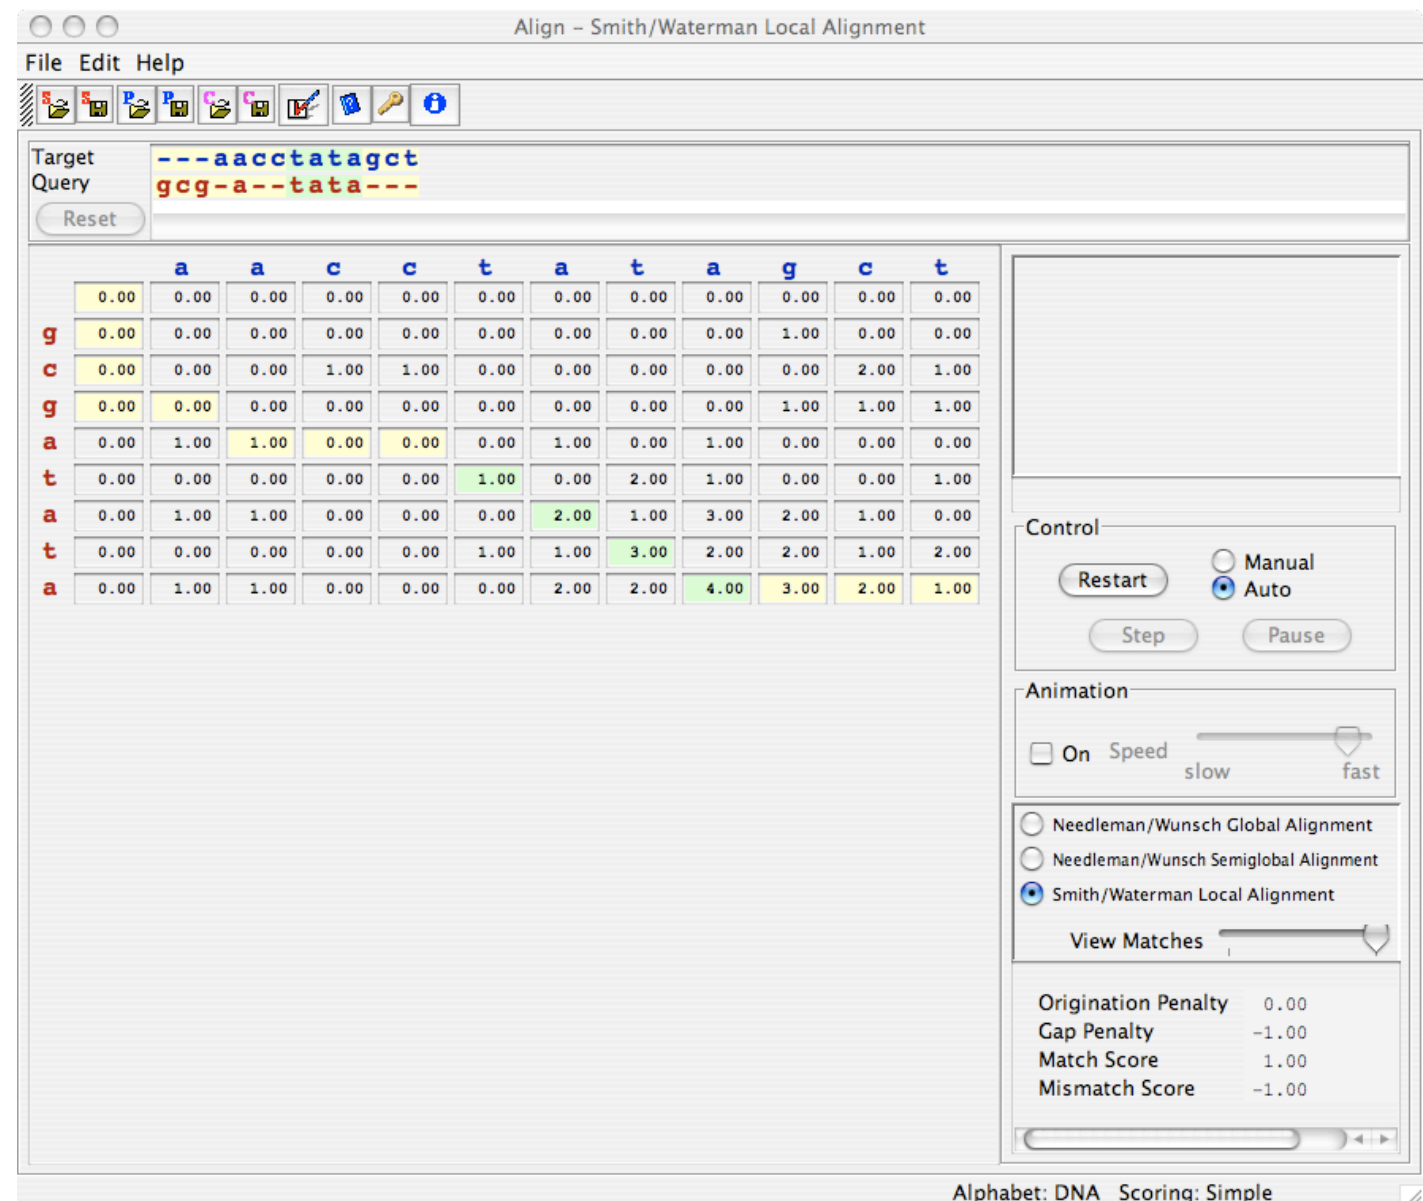 Align – Smith/Waterman Local Alignment
File Edit Help
S S P P C C
Target ---aacctatagct
Query gcg-a--tata---
Reset
a a c c t a t a g c t
0.00 0.00 0.00 0.00 0.00 0.00 0.00 0.00 0.00 0.00 0.00 0.00
g 0.00 0.00 0.00 0.00 0.00 0.00 0.00 0.00 0.00 1.00 0.00 0.00
c 0.00 0.00 0.00 1.00 1.00 0.00 0.00 0.00 0.00 0.00 2.00 1.00
g 0.00 0.00 0.00 0.00 0.00 0.00 0.00 0.00 0.00 1.00 1.00 1.00
a 0.00 1.00 1.00 0.00 0.00 0.00 1.00 0.00 1.00 0.00 0.00 0.00
t 0.00 0.00 0.00 0.00 0.00 1.00 0.00 2.00 1.00 0.00 0.00 1.00
a 0.00 1.00 1.00 0.00 0.00 0.00 2.00 1.00 3.00 2.00 1.00 0.00
t 0.00 0.00 0.00 0.00 0.00 1.00 1.00 3.00 2.00 2.00 1.00 2.00
a 0.00 1.00 1.00 0.00 0.00 0.00 2.00 2.00 4.00 3.00 2.00 1.00
Control
Manual
Restart Auto
Step Pause
Animation
On Speed
slow fast
Needleman/Wunsch Global Alignment
Needleman/Wunsch Semiglobal Alignment
Smith/Waterman Local Alignment
View Matches
Origination Penalty 0.00
Gap Penalty -1.00
Match Score 1.00
Mismatch Score -1.00
Alphabet: DNA Scoring: Simple